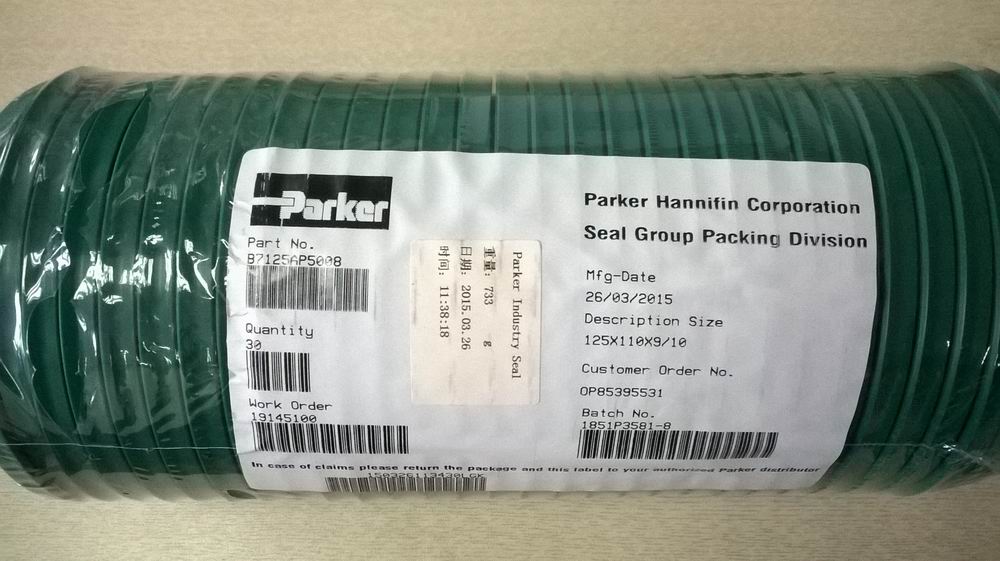 Parker
Part No.
B7125AP5008
Quantity
30
Work Order
19145100
Parker Industry Seal
重量: 733 g
日期: 2015.03.26
时间: 11:38:18
Parker Hannifin Corporation
Seal Group Packing Division
Mfg-Date
26/03/2015
Description Size
125X110X9/10
Customer Order No.
OP85395531
Batch No.
1851P3581-8
In case of claims please return the package and this label to your authorized Parker distributor